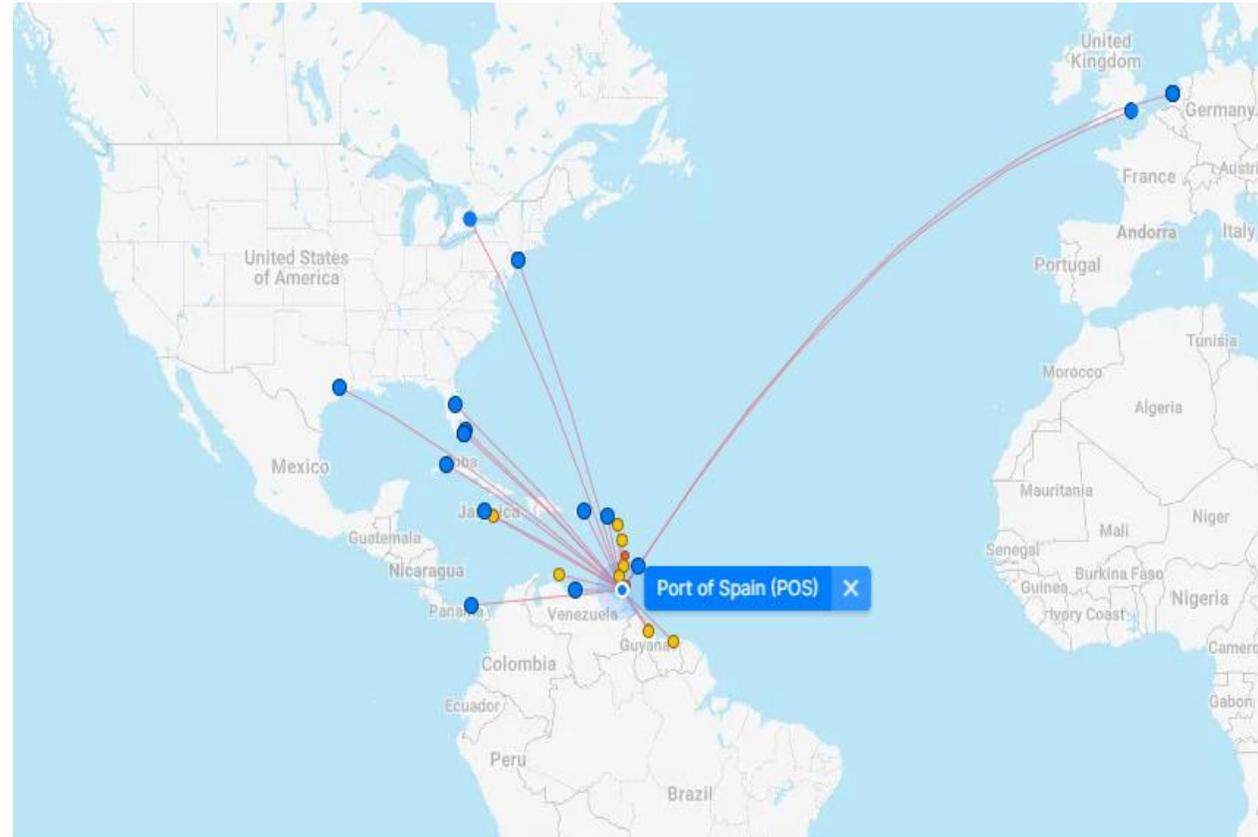 United
Kingdom
Germany
France
Austri
Andorra
Italy
Portugal
United States
of America
Tunisia
Morocco
Algeria
Mexico
Mauritania
Mali
Niger
Guatemala
Senegal
Nicaragua
Burkina Faso
Guinea
Nigeria
Port of Spain (POS) X
Panama
Venezuela
Ivory Coast
Guyana
Camero
Colombia
Ecuador
Gabon
Peru
Brazil